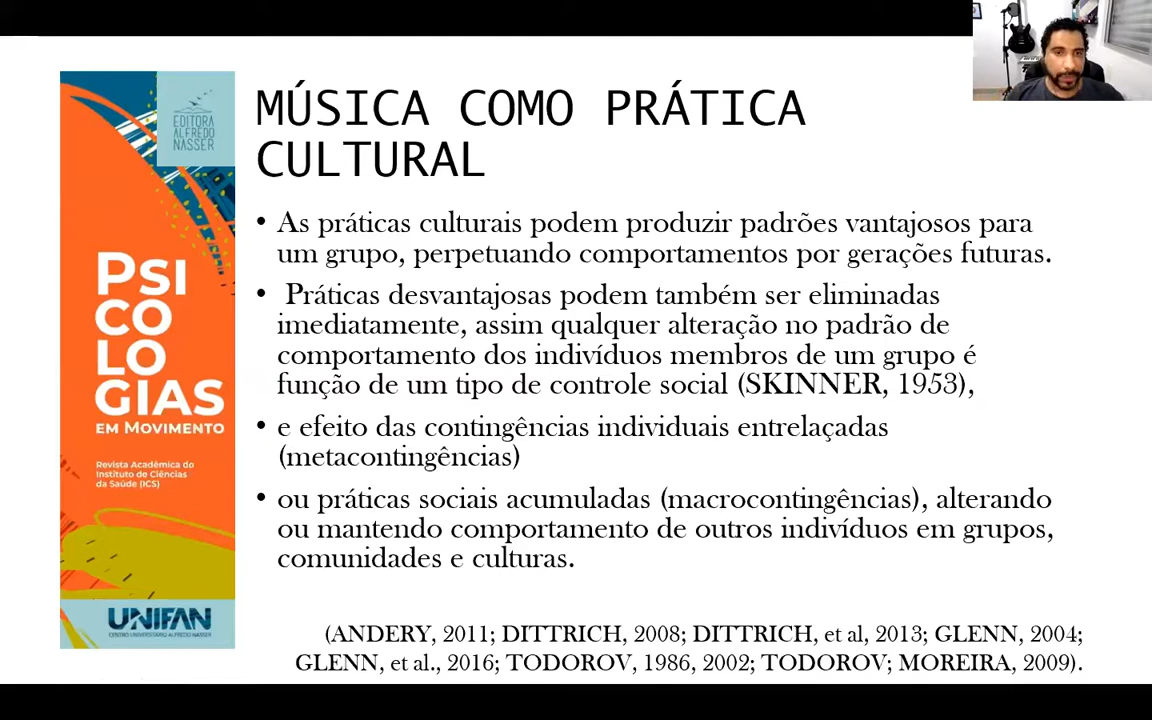 EDITORA
ALFREDO
NASSER
PSI
CO
LO
GIAS
EM MOVIMENTO
Revista Acadêmica do
Instituto de Ciências
da Saúde (ICS)
UNIFAN
CENTRO UNIVERSITÁRIO ALFREDO NASSER
MÚSICA COMO PRÁTICA
CULTURAL
• As práticas culturais podem produzir padrões vantajosos para
um grupo, perpetuando comportamentos por gerações futuras.
• Práticas desvantajosas podem também ser eliminadas
imediatamente, assim qualquer alteração no padrão de
comportamento dos indivíduos membros de um grupo é
função de um tipo de controle social (SKINNER, 1953),
• e efeito das contingências individuais entrelaçadas
(metacontingências)
• ou práticas sociais acumuladas (macrocontingências), alterando
ou mantendo comportamento de outros indivíduos em grupos,
comunidades e culturas.
(ANDERY, 2011; DITTRICH, 2008; DITTRICH, et al, 2013; GLENN, 2004;
GLENN, et al., 2016; TODOROV, 1986, 2002; TODOROV; MOREIRA, 2009).